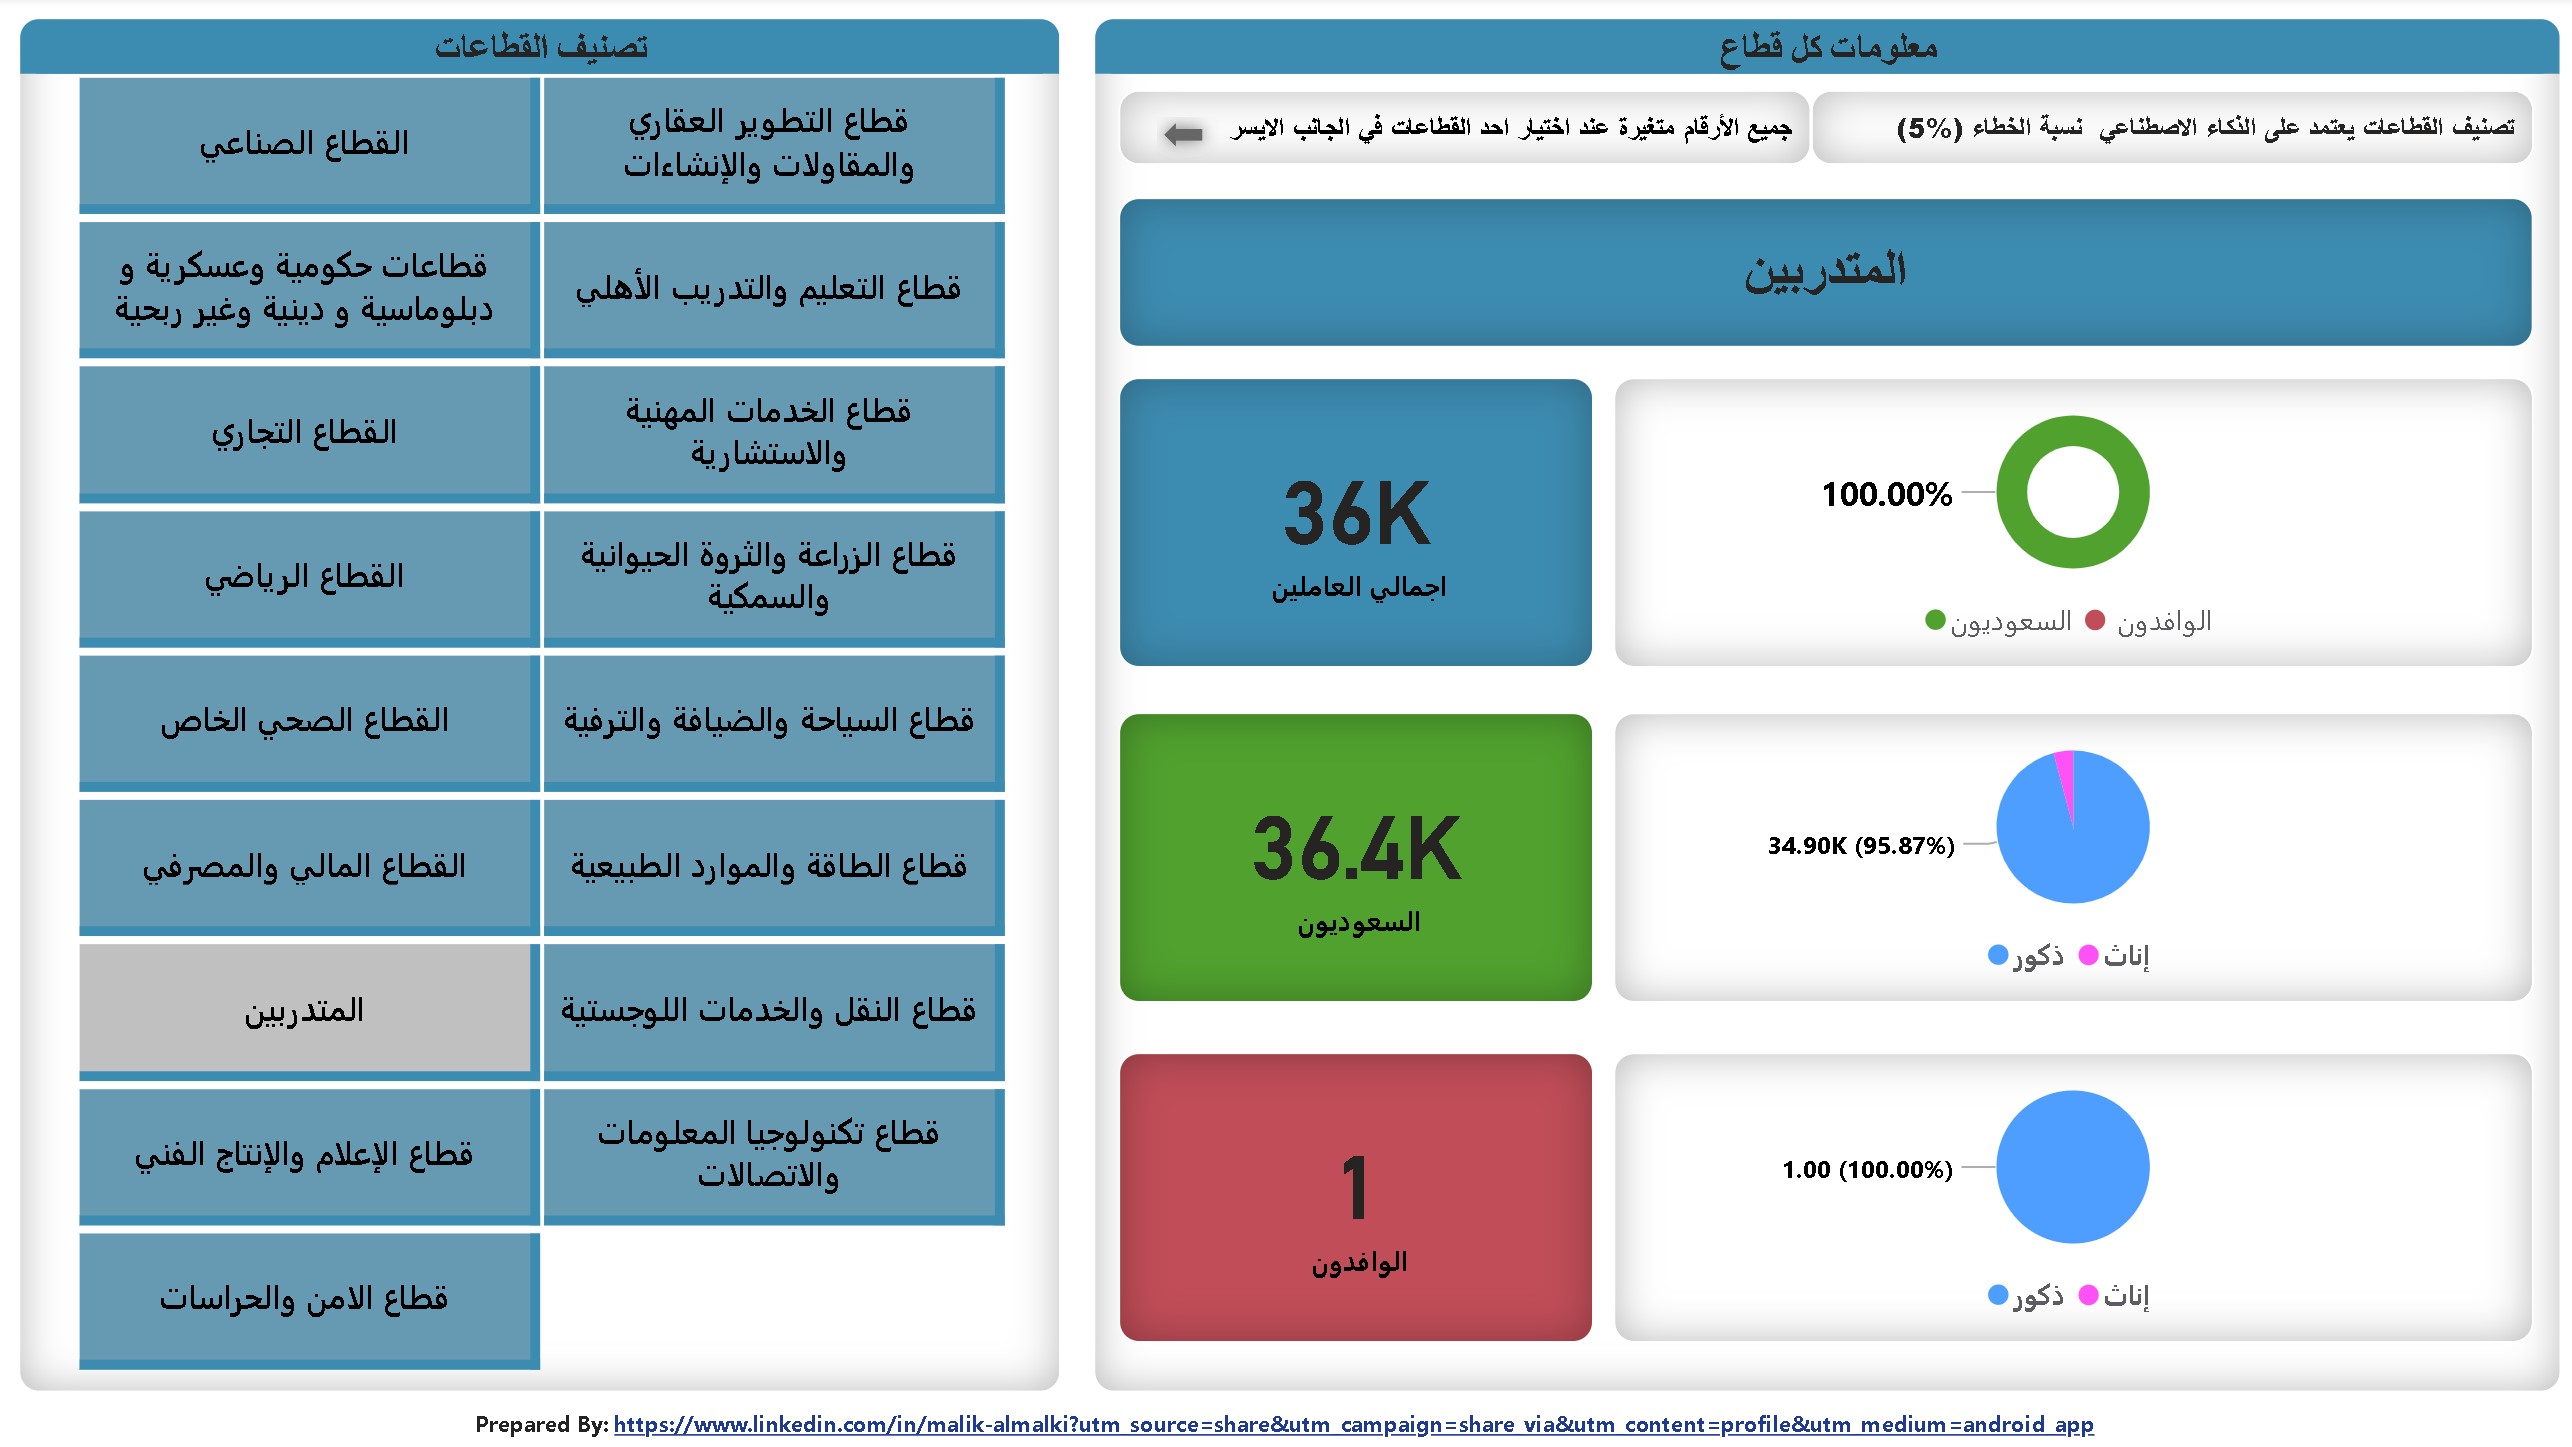 معلومات كل قطاع
تصنيف القطاعات يعتمد على الذكاء الاصطناعي نسبة الخطاء (5%)
جميع الأرقام متغيرة عند اختيار احد القطاعات في الجانب الايسر
المتدربين
36K
اجمالي العاملين
100.00%
السعوديون
الوافدون
36.4K
السعوديون
34.90K (95.87%)
ذكور
إناث
1
الوافدون
1.00 (100.00%)
ذكور
إناث
تصنيف القطاعات
قطاع التطوير العقاري
والمقاولات والإنشاءات
القطاع الصناعي
قطاع التعليم والتدريب الأهلي
قطاعات حكومية وعسكرية و
دبلوماسية و دينية وغير ربحية
قطاع الخدمات المهنية
والاستشارية
القطاع التجاري
قطاع الزراعة والثروة الحيوانية
والسمكية
القطاع الرياضي
قطاع السياحة والضيافة والترفية
القطاع الصحي الخاص
قطاع الطاقة والموارد الطبيعية
القطاع المالي والمصرفي
قطاع النقل والخدمات اللوجستية
المتدربين
قطاع تكنولوجيا المعلومات
والاتصالات
قطاع الإعلام والإنتاج الفني
قطاع الامن والحراسات
Prepared By: https://www.linkedin.com/in/malik-almalki?utm_source=share&utm_campaign=share_via&utm_content=profile&utm_medium=android_app